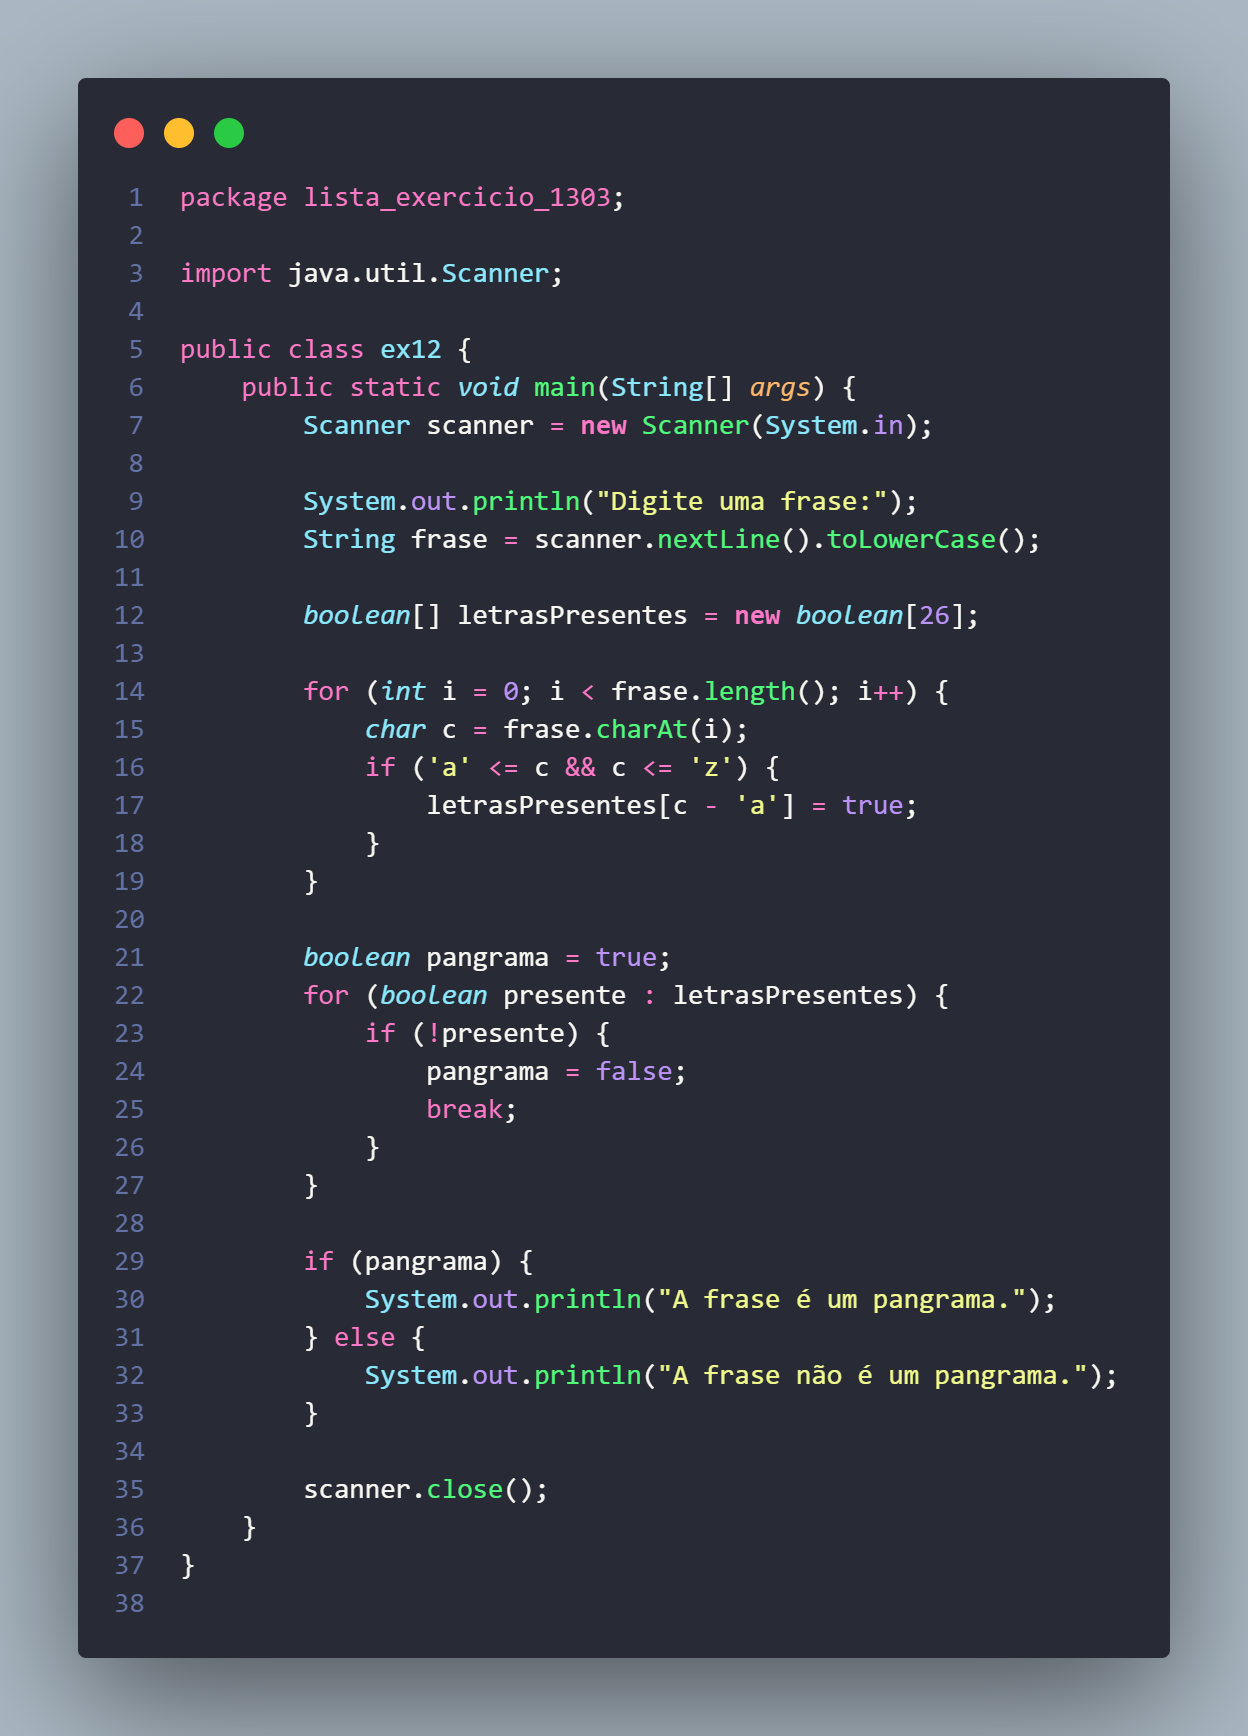 1 package lista_exercicio_1303;
2
3 import java.util.Scanner;
4
5 public class ex12 {
6     public static void main(String[] args) {
7         Scanner scanner = new Scanner(System.in);
8
9         System.out.println("Digite uma frase:");
10         String frase = scanner.nextLine().toLowerCase();
11
12         boolean[] letrasPresentes = new boolean[26];
13
14         for (int i = 0; i < frase.length(); i++) {
15             char c = frase.charAt(i);
16             if ('a' <= c && c <= 'z') {
17                 letrasPresentes[c - 'a'] = true;
18             }
19         }
20
21         boolean pangrama = true;
22         for (boolean presente : letrasPresentes) {
23             if (!presente) {
24                 pangrama = false;
25                 break;
26             }
27         }
28
29         if (pangrama) {
30             System.out.println("A frase é um pangrama.");
31         } else {
32             System.out.println("A frase não é um pangrama.");
33         }
34
35         scanner.close();
36     }
37 }
38